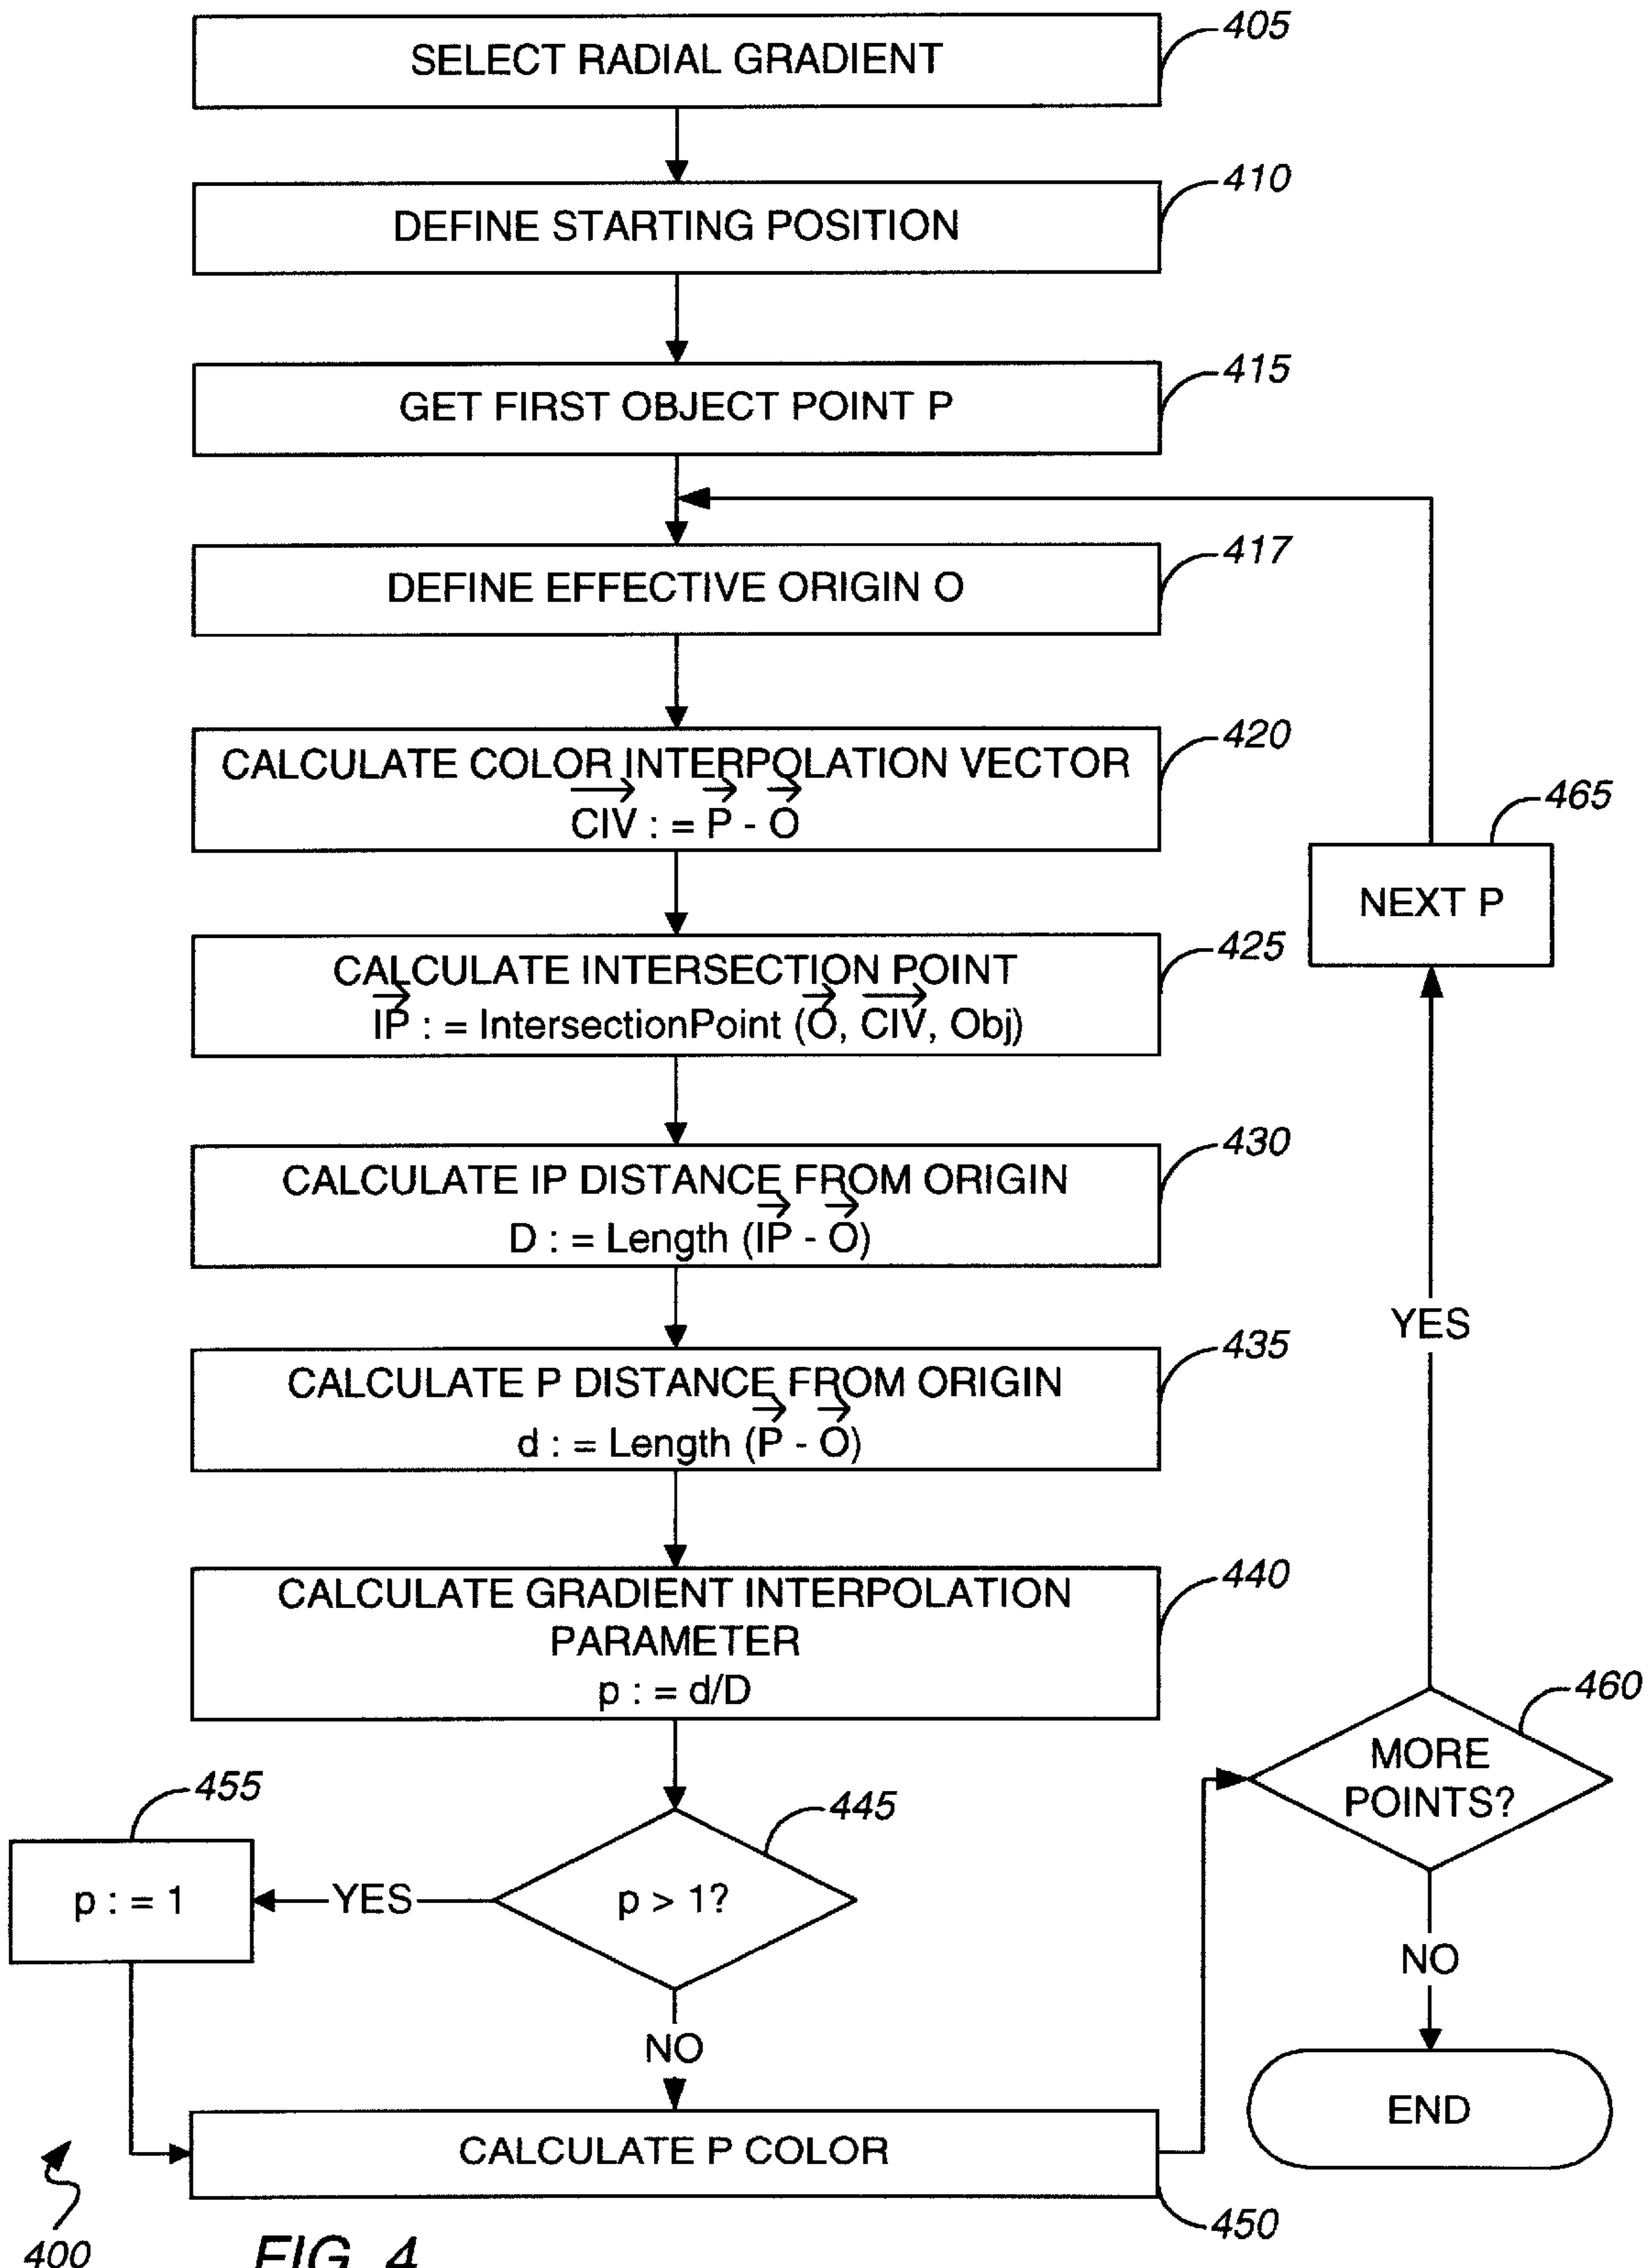 SELECT RADIAL GRADIENT
405
DEFINE STARTING POSITION
410
GET FIRST OBJECT POINT P
415
DEFINE EFFECTIVE ORIGIN O
417
CALCULATE COLOR INTERPOLATION VECTOR
CIV : = P - O
420
CALCULATE INTERSECTION POINT
IP : = IntersectionPoint (O, CIV, Obj)
425
CALCULATE IP DISTANCE FROM ORIGIN
D : = Length (IP - O)
430
CALCULATE P DISTANCE FROM ORIGIN
d : = Length (P - O)
435
CALCULATE GRADIENT INTERPOLATION
PARAMETER
p : = d/D
440
p > 1?
445
YES
p : = 1
455
NO
CALCULATE P COLOR
450
MORE
POINTS?
460
YES
NEXT P
465
NO
END
400
FIG. 4